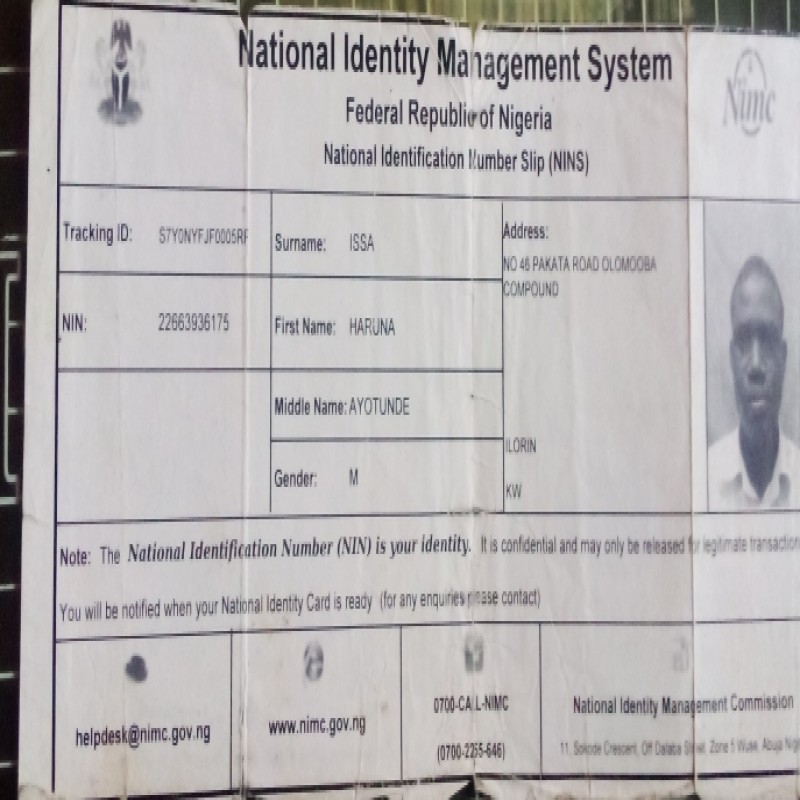 National Identity Management System
Federal Republic of Nigeria
National Identification Number Slip (NINS)
Nimc
Tracking ID: S7Y0NYFJF0005RF
Surname: ISSA
Address:
NO 46 PAKATA ROAD OLOMOOBA
COMPOUND
NIN: 22663936175
First Name: HARUNA
Middle Name: AYOTUNDE
ILORIN
Gender: M
KW
Note: The National Identification Number (NIN) is your identity. It is confidential and may only be released for legitimate transaction
You will be notified when your National Identity Card is ready (for any enquiries please contact)
helpdesk@nimc.gov.ng
www.nimc.gov.ng
0700-CALL-NIMC
(0700-2255-646)
National Identity Management Commission
11, Sokode Crescent, Off Dalaba Street, Zone 5 Wuse, Abuja Nig